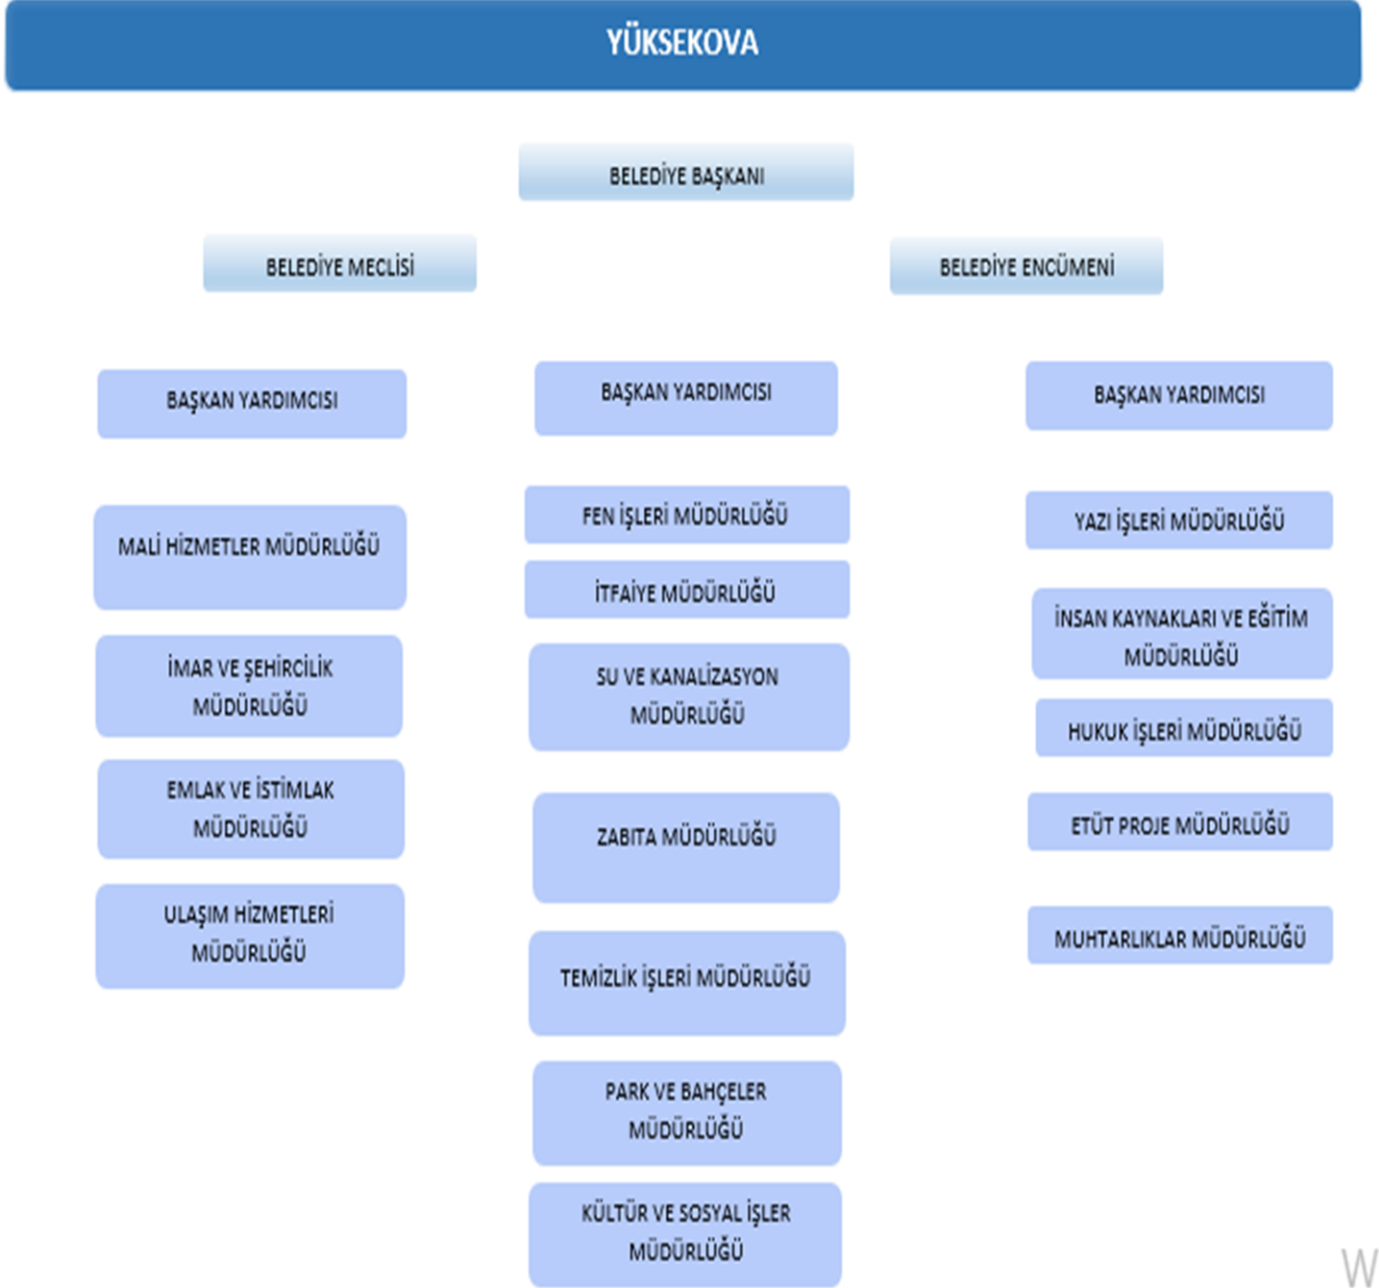 YÜKSEKOVA
BELEDİYE BAŞKANI
BELEDİYE MECLİSİ
BELEDİYE ENCÜMENİ
BAŞKAN YARDIMCISI
MALİ HİZMETLER MÜDÜRLÜĞÜ
İMAR VE ŞEHİRCİLİK
MÜDÜRLÜĞÜ
EMLAK VE İSTİMLAK
MÜDÜRLÜĞÜ
ULAŞIM HİZMETLERİ
MÜDÜRLÜĞÜ
BAŞKAN YARDIMCISI
FEN İŞLERİ MÜDÜRLÜĞÜ
İTFAİYE MÜDÜRLÜĞÜ
SU VE KANALİZASYON
MÜDÜRLÜĞÜ
ZABITA MÜDÜRLÜĞÜ
TEMİZLİK İŞLERİ MÜDÜRLÜĞÜ
PARK VE BAHÇELER
MÜDÜRLÜĞÜ
KÜLTÜR VE SOSYAL İŞLER
MÜDÜRLÜĞÜ
BAŞKAN YARDIMCISI
YAZI İŞLERİ MÜDÜRLÜĞÜ
İNSAN KAYNAKLARI VE EĞİTİM
MÜDÜRLÜĞÜ
HUKUK İŞLERİ MÜDÜRLÜĞÜ
ETÜT PROJE MÜDÜRLÜĞÜ
MUHTARLIKLAR MÜDÜRLÜĞÜ
W